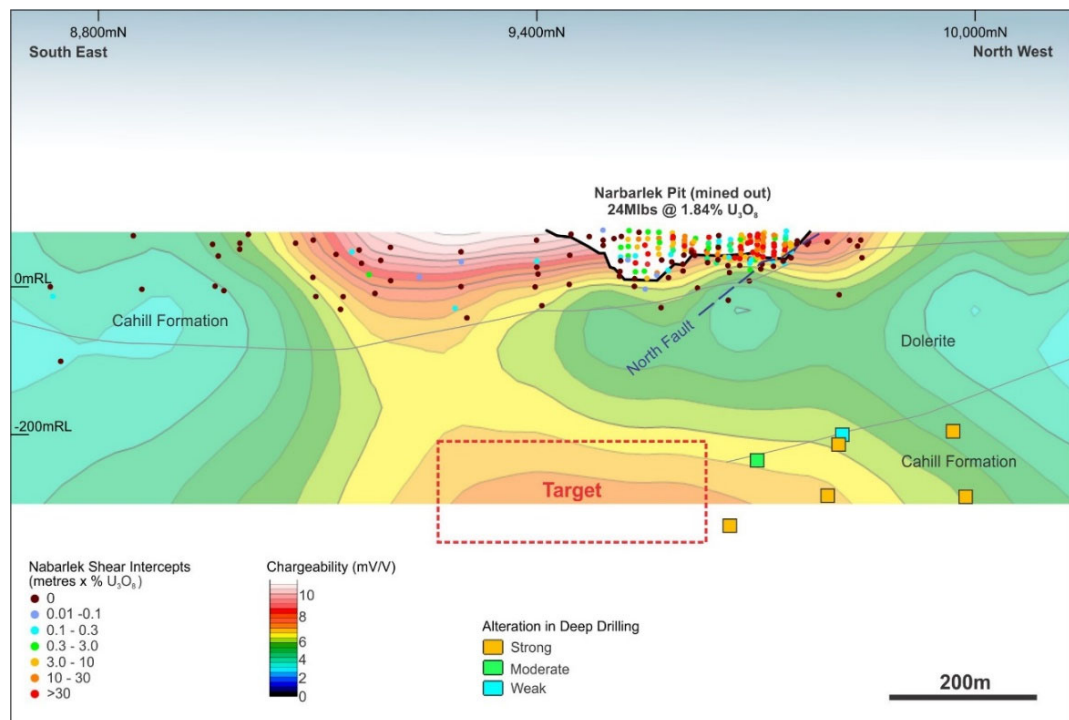 8,800mN
9,400mN
10,000mN
South East
North West
Narbarlek Pit (mined out)
24Mlbs @ 1.84% U₃O₈
0mRL
Cahill Formation
North Fault
Dolerite
-200mRL
Cahill Formation
Target
Nabarlek Shear Intercepts
(metres x % U₃O₈)
0
0.01 -0.1
0.1 - 0.3
0.3 - 3.0
3.0 - 10
10 - 30
>30
Chargeability (mV/V)
10
8
6
4
2
0
Alteration in Deep Drilling
Strong
Moderate
Weak
200m